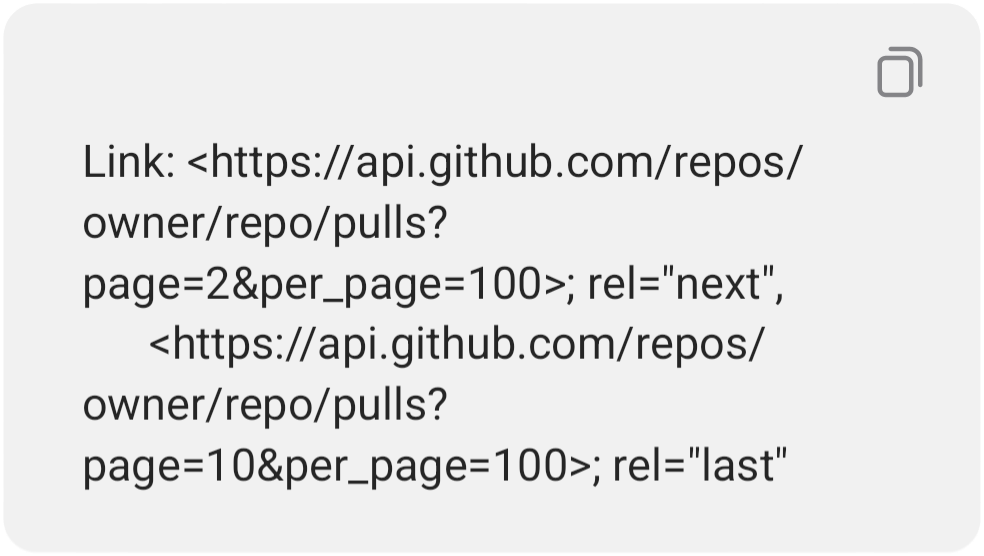 Link: <https://api.github.com/repos/
owner/repo/pulls?
page=2&per_page=100>; rel="next",
<https://api.github.com/repos/
owner/repo/pulls?
page=10&per_page=100>; rel="last"